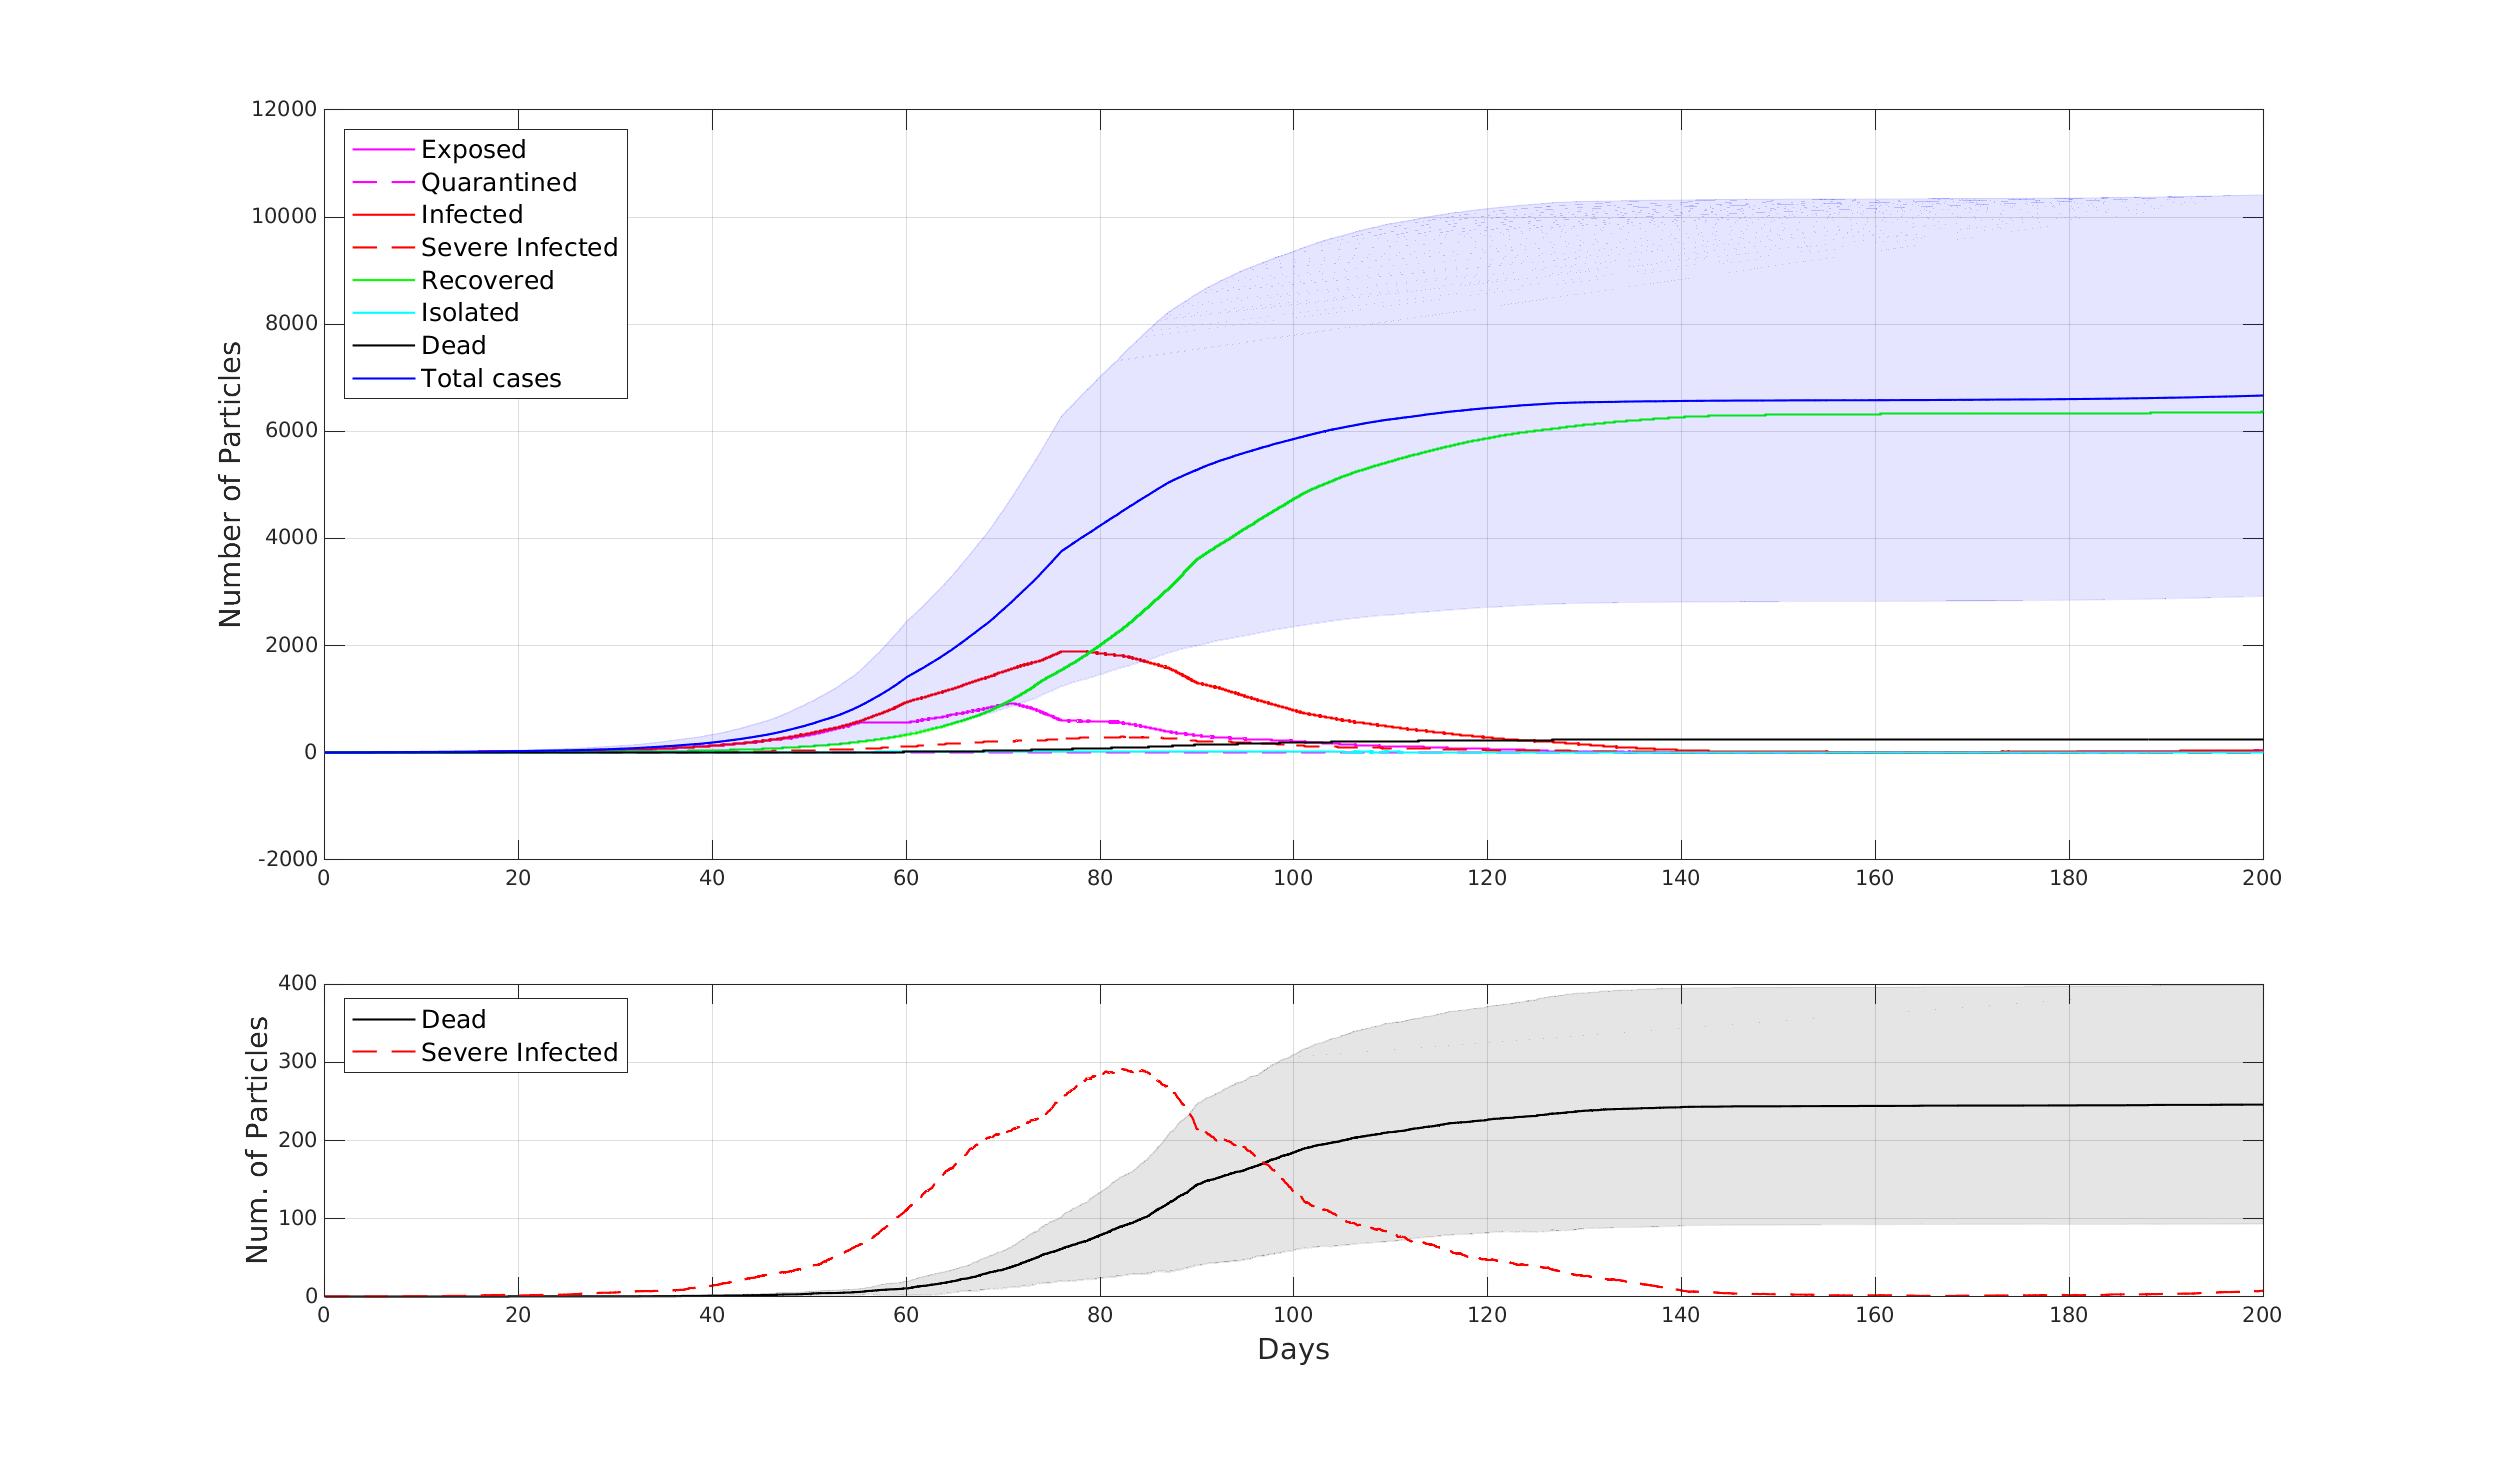 12000
10000
8000
6000
4000
2000
0
-2000
Number of Particles
Exposed
Quarantined
Infected
Severe Infected
Recovered
Isolated
Dead
Total cases
0 20 40 60 80 100 120 140 160 180 200
400
300
200
100
0
Num. of Particles
Dead
Severe Infected
0 20 40 60 80 100 120 140 160 180 200
Days